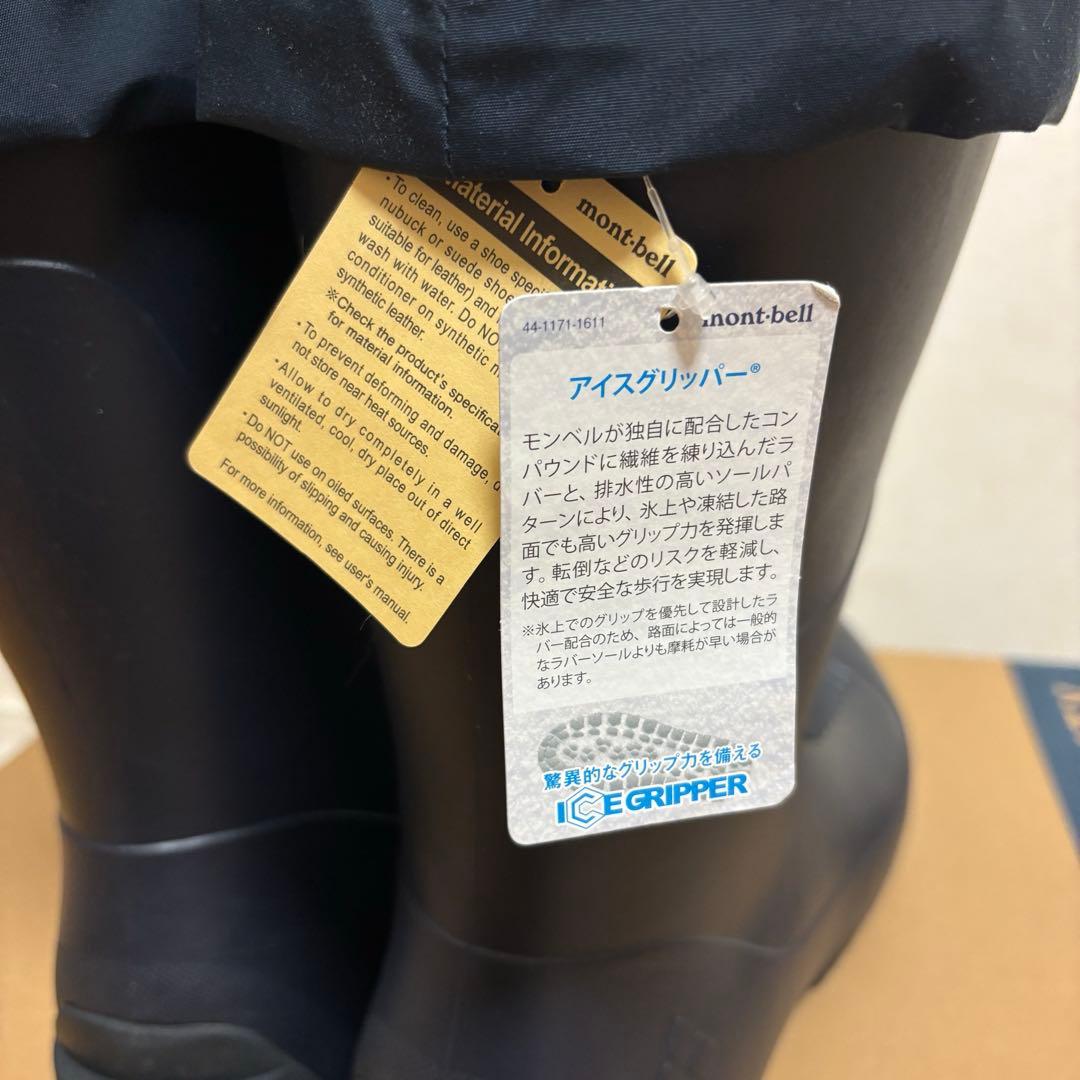 mont·bell
Material Informati
·To clean, use a shoe speci
nubuck or suede shoe
suitable for leather) and
wash with water. Do NO
conditioner on synthetic
synthetic leather.
※Check the product's specifica
for material information.
·To prevent deforming and damage, d
not store near heat sources.
·Allow to dry completely in a well
ventilated, cool, dry place out of direct
sunlight.
·Do NOT use on oiled surfaces. There is a
possibility of slipping and causing injury.
For more information, see user's manual.
44-1171-1611
mont·bell
アイスグリッパー®
モンベルが独自に配合したコン
パウンドに繊維を練り込んだラ
バーと、排水性の高いソールパ
ターンにより、氷上や凍結した路
面でも高いグリップ力を発揮しま
す。転倒などのリスクを軽減し、
快適で安全な歩行を実現します。
※氷上でのグリップを優先して設計したラ
バー配合のため、路面によっては一般的
なラバーソールよりも摩耗が早い場合が
あります。
驚異的なグリップ力を備える
ICEGRIPPER